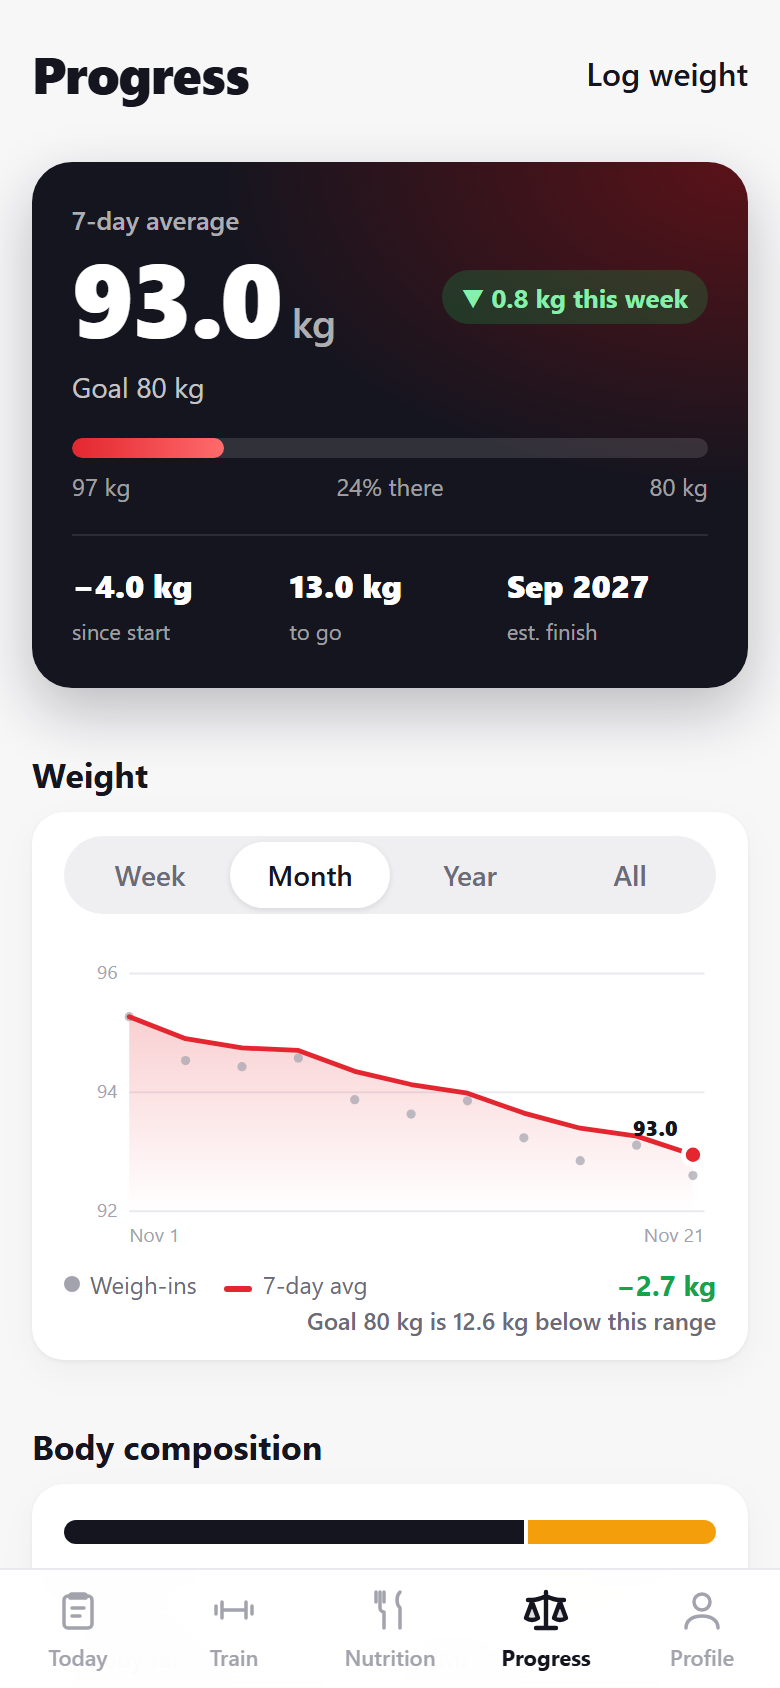 Progress
Log weight
7-day average
93.0 kg
▼ 0.8 kg this week
Goal 80 kg
97 kg
24% there
80 kg
−4.0 kg
13.0 kg
Sep 2027
since start
to go
est. finish
Weight
Week
Month
Year
All
96
94
93.0
92
Nov 1
Nov 21
Weigh-ins
7-day avg
−2.7 kg
Goal 80 kg is 12.6 kg below this range
Body composition
Today
Train
Nutrition
Progress
Profile